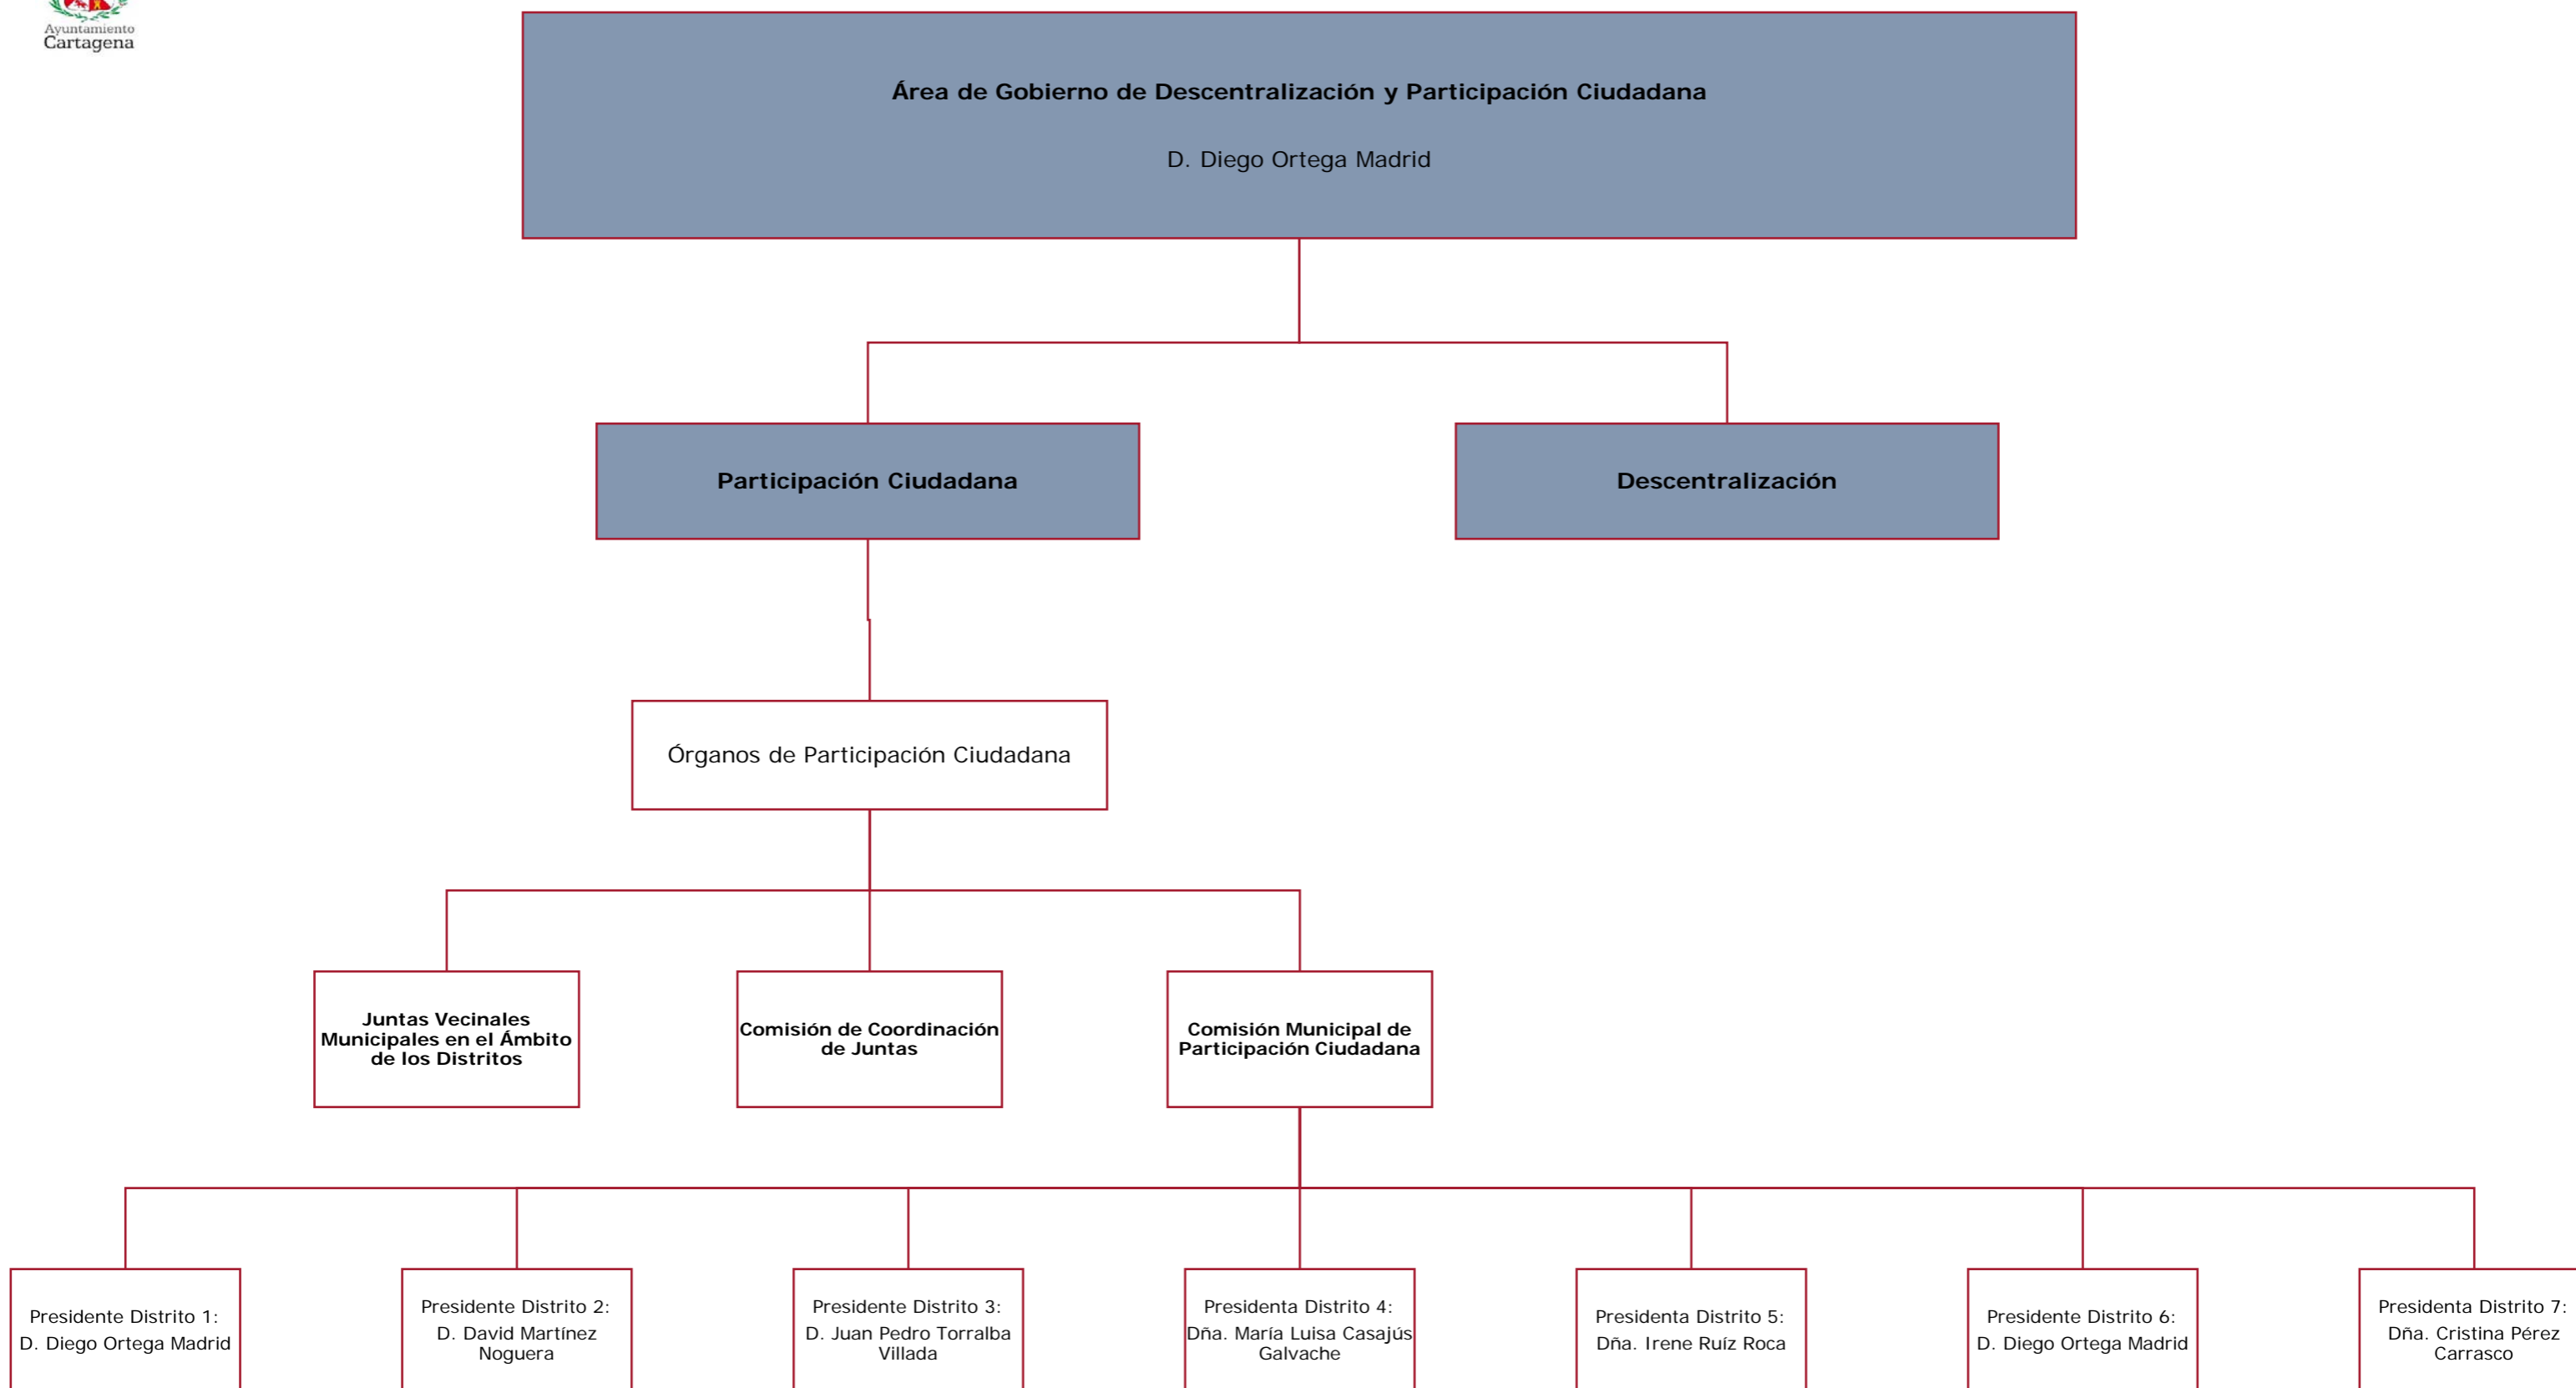 Ayuntamiento
Cartagena
Área de Gobierno de Descentralización y Participación Ciudadana
D. Diego Ortega Madrid
Participación Ciudadana
Descentralización
Órganos de Participación Ciudadana
Juntas Vecinales
Municipales en el Ámbito
de los Distritos
Comisión de Coordinación
de Juntas
Comisión Municipal de
Participación Ciudadana
Presidente Distrito 1:
D. Diego Ortega Madrid
Presidente Distrito 2:
D. David Martínez
Noguera
Presidente Distrito 3:
D. Juan Pedro Torralba
Villada
Presidenta Distrito 4:
Dña. María Luisa Casajús
Galvache
Presidenta Distrito 5:
Dña. Irene Ruíz Roca
Presidente Distrito 6:
D. Diego Ortega Madrid
Presidenta Distrito 7:
Dña. Cristina Pérez
Carrasco